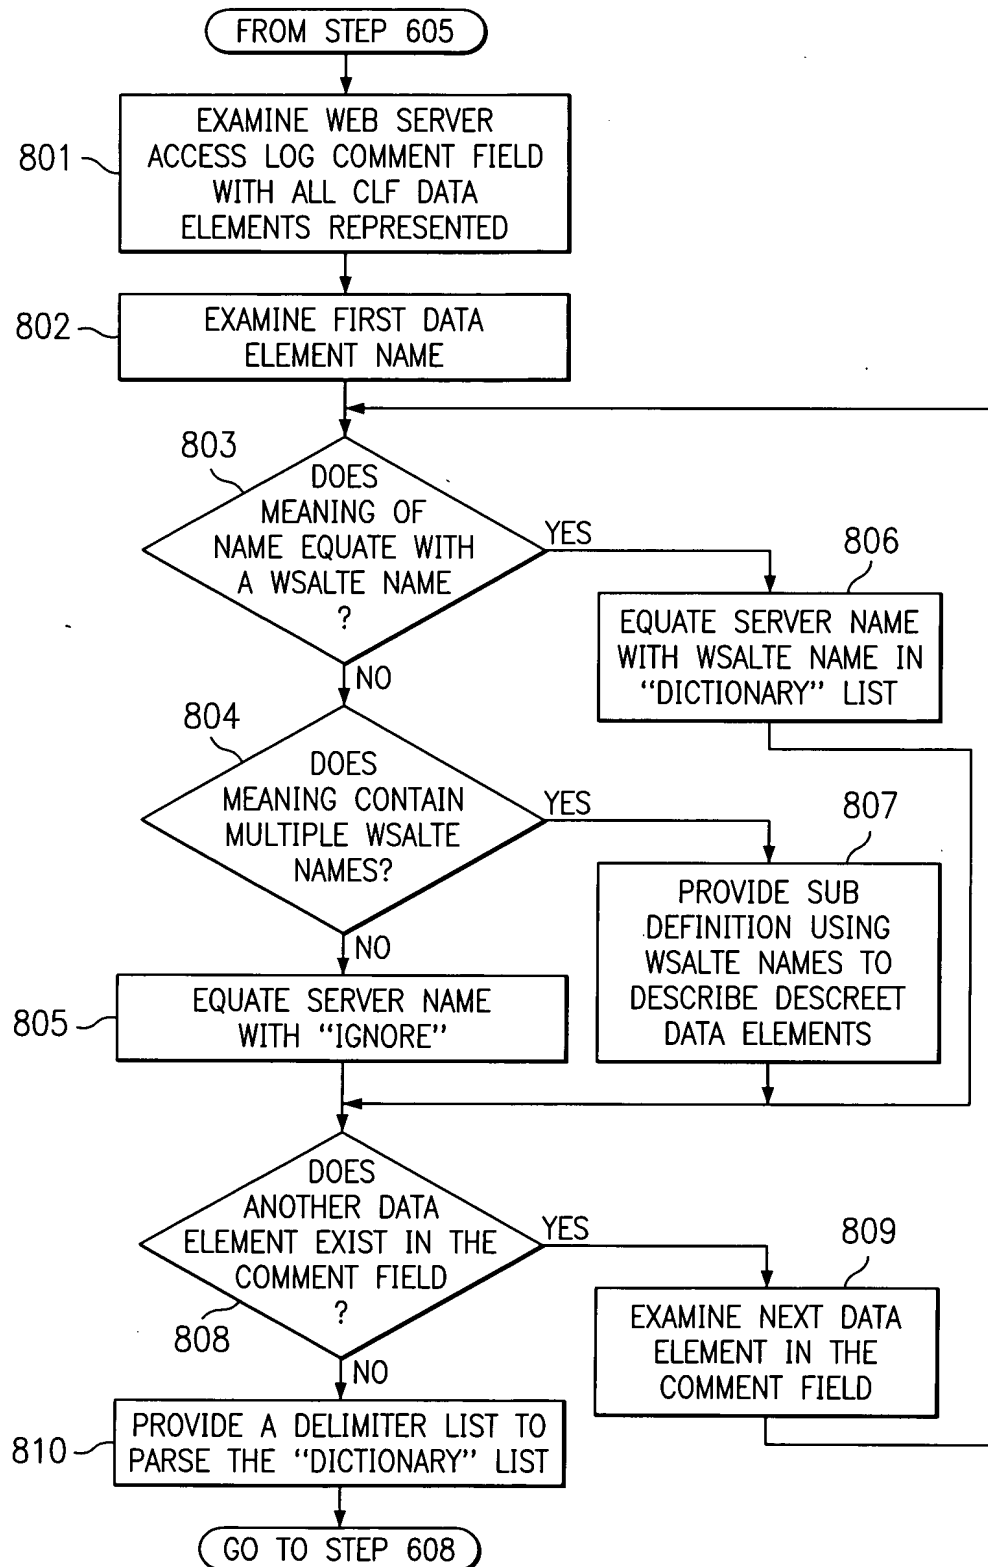 FROM STEP 605
801
EXAMINE WEB SERVER
ACCESS LOG COMMENT FIELD
WITH ALL CLF DATA
ELEMENTS REPRESENTED
802
EXAMINE FIRST DATA
ELEMENT NAME
803
DOES
MEANING OF
NAME EQUATE WITH
A WSALTE NAME
?
YES
NO
806
EQUATE SERVER NAME
WITH WSALTE NAME IN
"DICTIONARY" LIST
804
DOES
MEANING CONTAIN
MULTIPLE WSALTE
NAMES?
YES
NO
807
PROVIDE SUB
DEFINITION USING
WSALTE NAMES TO
DESCRIBE DESCREET
DATA ELEMENTS
805
EQUATE SERVER NAME
WITH "IGNORE"
DOES
ANOTHER DATA
ELEMENT EXIST IN THE
COMMENT FIELD
?
808
YES
NO
809
EXAMINE NEXT DATA
ELEMENT IN THE
COMMENT FIELD
810
PROVIDE A DELIMITER LIST TO
PARSE THE "DICTIONARY" LIST
GO TO STEP 608